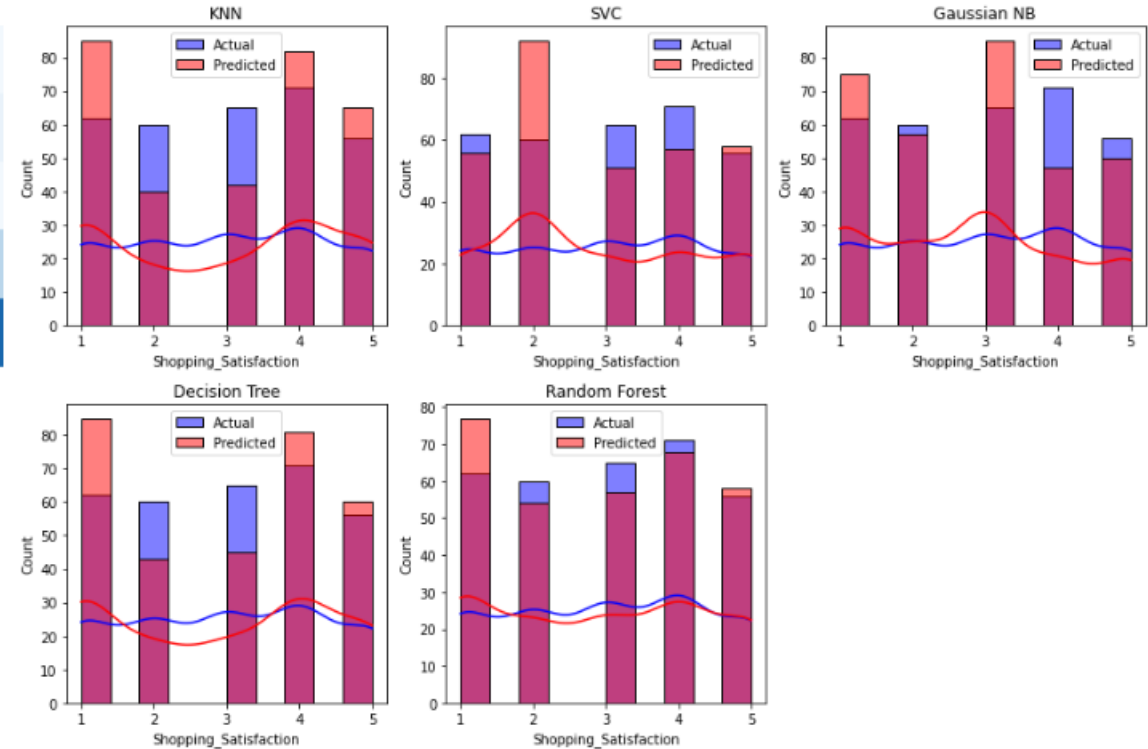 KNN
Actual
Predicted
80
70
60
50
40
30
20
10
0
Count
1 2 3 4 5
Shopping_Satisfaction
SVC
Actual
Predicted
80
60
40
20
0
Count
1 2 3 4 5
Shopping_Satisfaction
Gaussian NB
Actual
Predicted
80
70
60
50
40
30
20
10
0
Count
1 2 3 4 5
Shopping_Satisfaction
Decision Tree
Actual
Predicted
80
70
60
50
40
30
20
10
0
Count
1 2 3 4 5
Shopping_Satisfaction
Random Forest
Actual
Predicted
80
70
60
50
40
30
20
10
0
Count
1 2 3 4 5
Shopping_Satisfaction